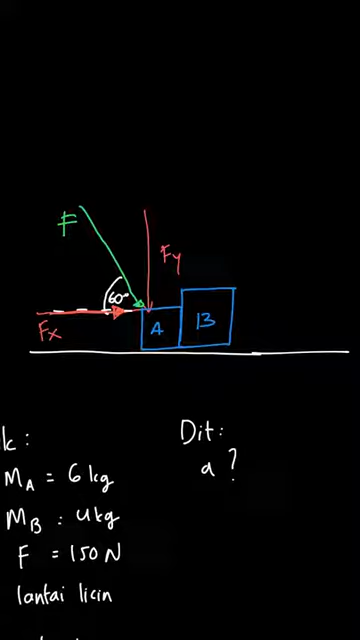 F
Fy
60°
Fx
A
B
k:
Dit:
a ?
MA = 6 kg
MB : 4 kg
F = 150 N
lantai licin